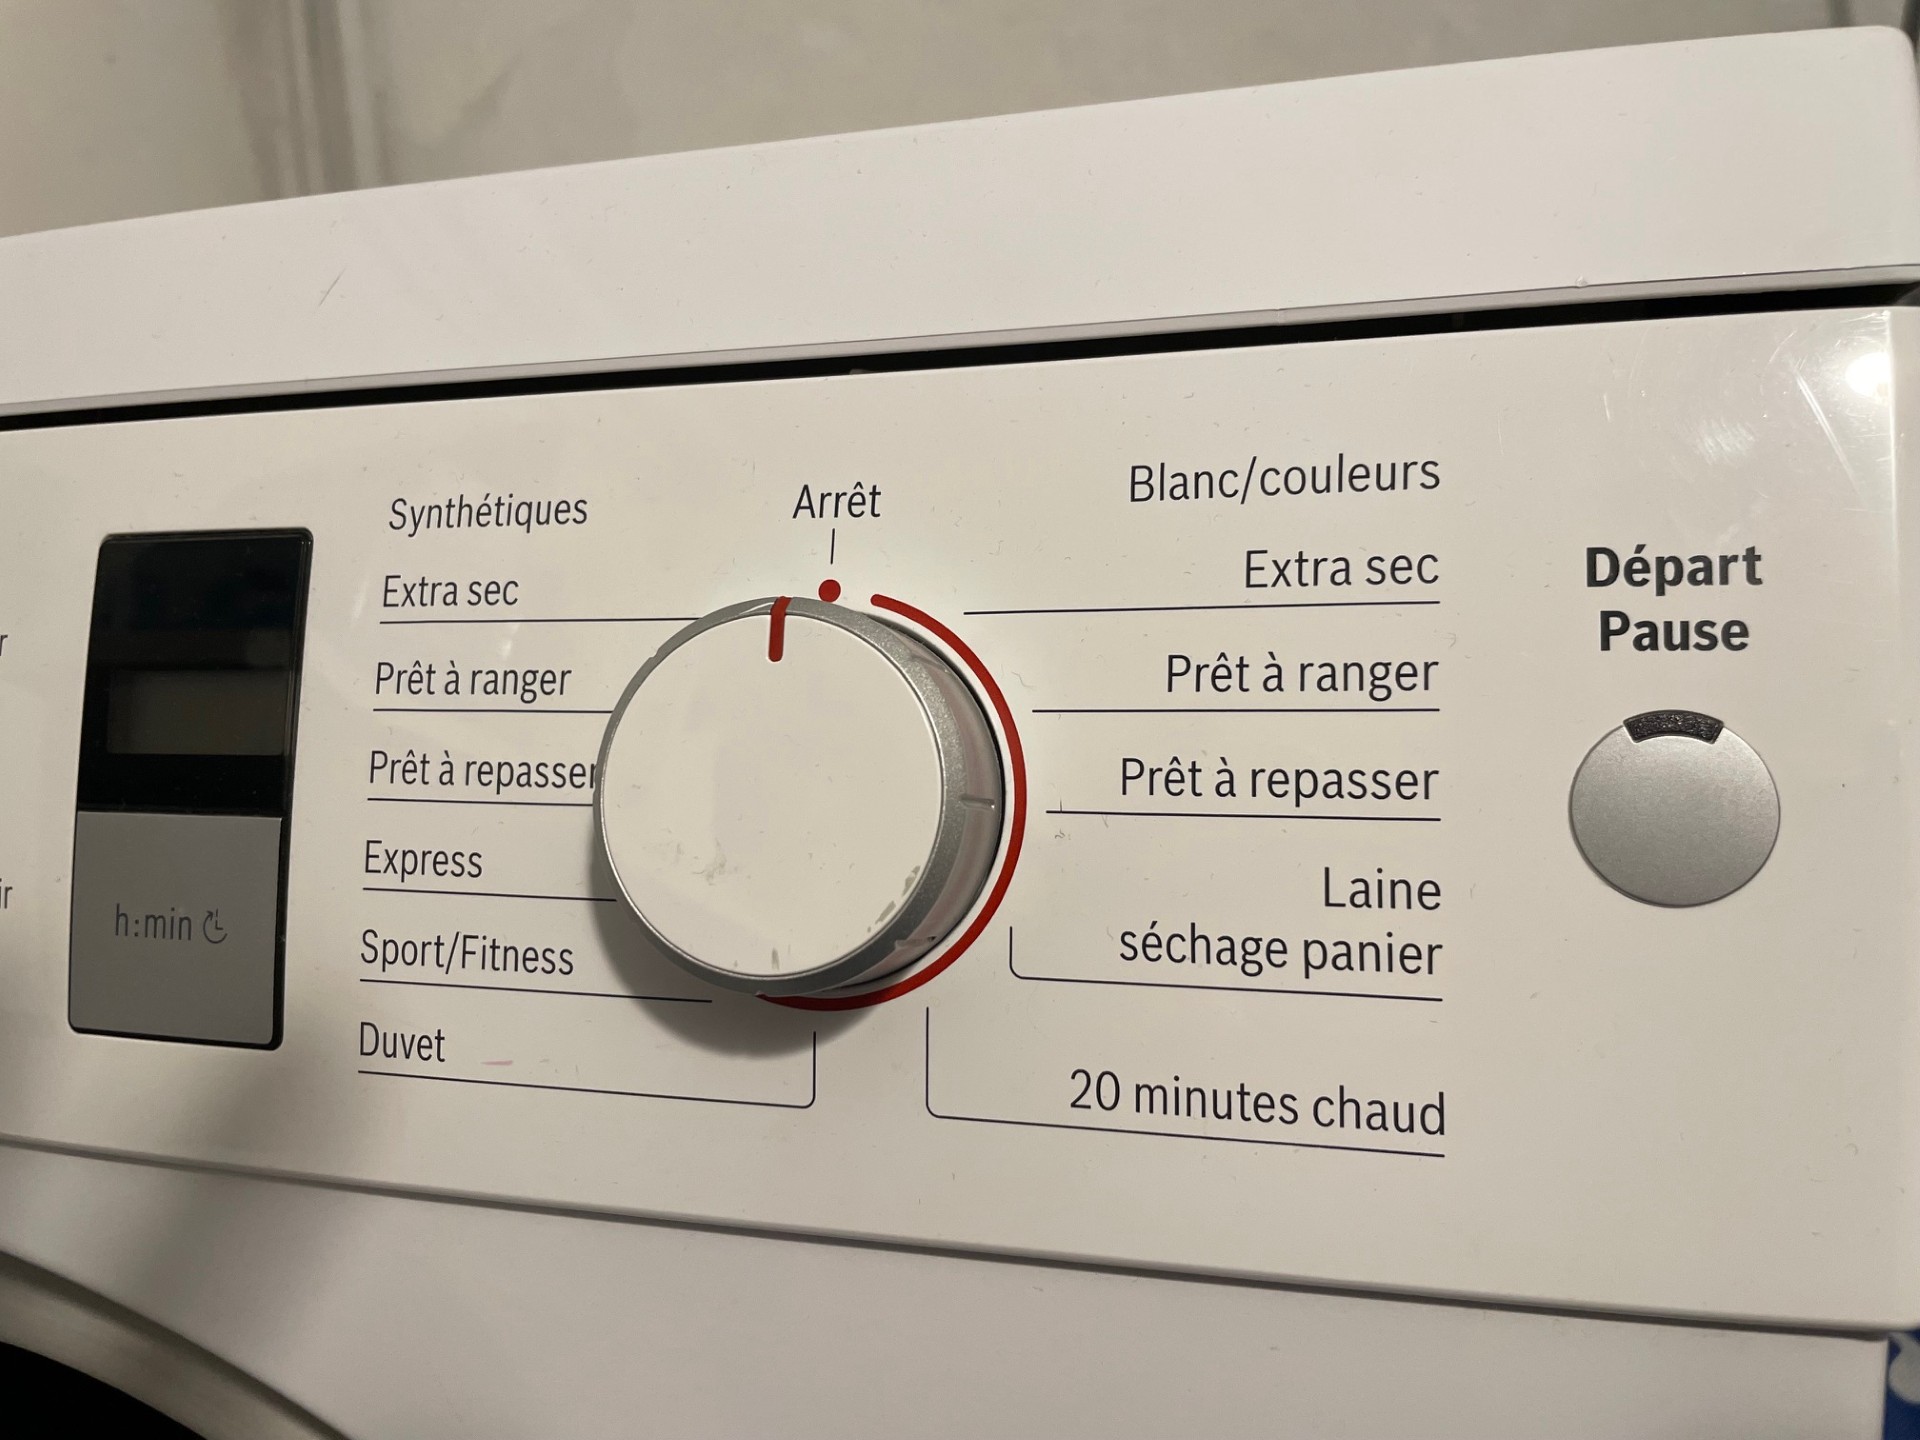 Synthétiques
Extra sec
Prêt à ranger
Prêt à repasser
Express
Sport/Fitness
Duvet
Arrêt
Blanc/couleurs
Extra sec
Prêt à ranger
Prêt à repasser
Laine
séchage panier
20 minutes chaud
Départ
Pause
h:min